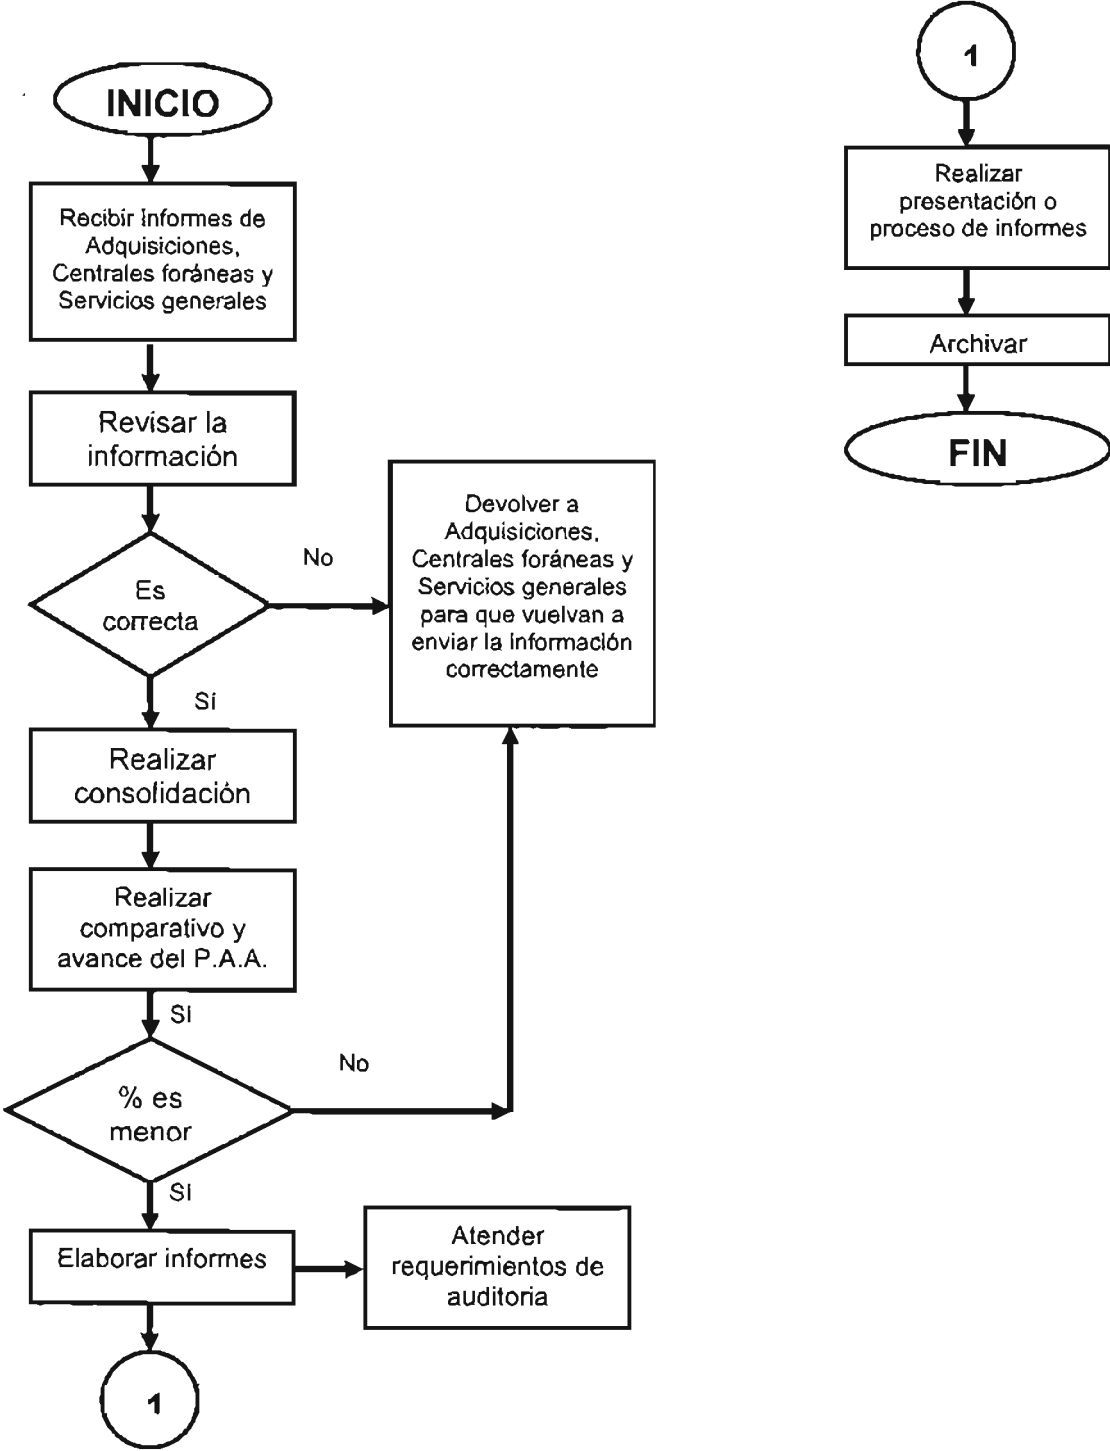 INICIO
Recibir Informes de
Adquisiciones,
Centrales foráneas y
Servicios generales
Revisar la
información
Es
correcta
No
Devolver a
Adquisiciones,
Centrales foráneas y
Servicios generales
para que vuelvan a
enviar la información
correctamente
Sí
Realizar
consolidación
Realizar
comparativo y
avance del P.A.A.
Sí
% es
menor
No
Sí
Elaborar informes
Atender
requerimientos de
auditoria
1
1
Realizar
presentación o
proceso de informes
Archivar
FIN